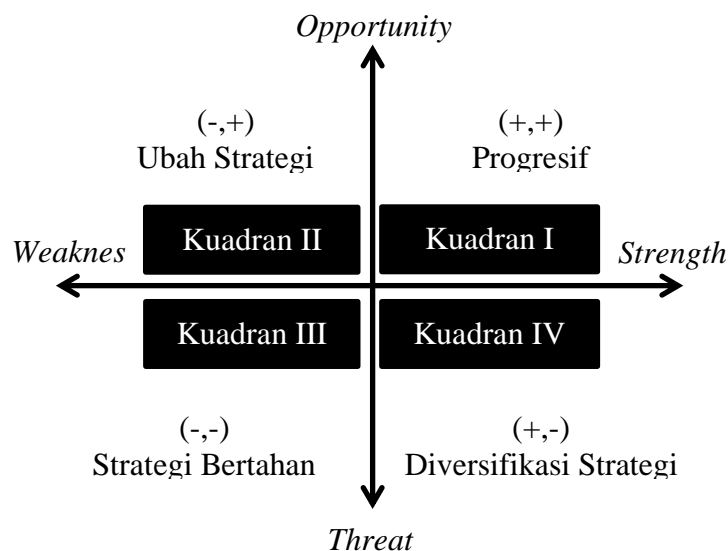 Opportunity
(-,+)
Ubah Strategi
(+,+)
Progresif
Kuadran II
Kuadran I
Weaknes
Strength
Kuadran III
Kuadran IV
(-,-)
Strategi Bertahan
(+,-)
Diversifikasi Strategi
Threat